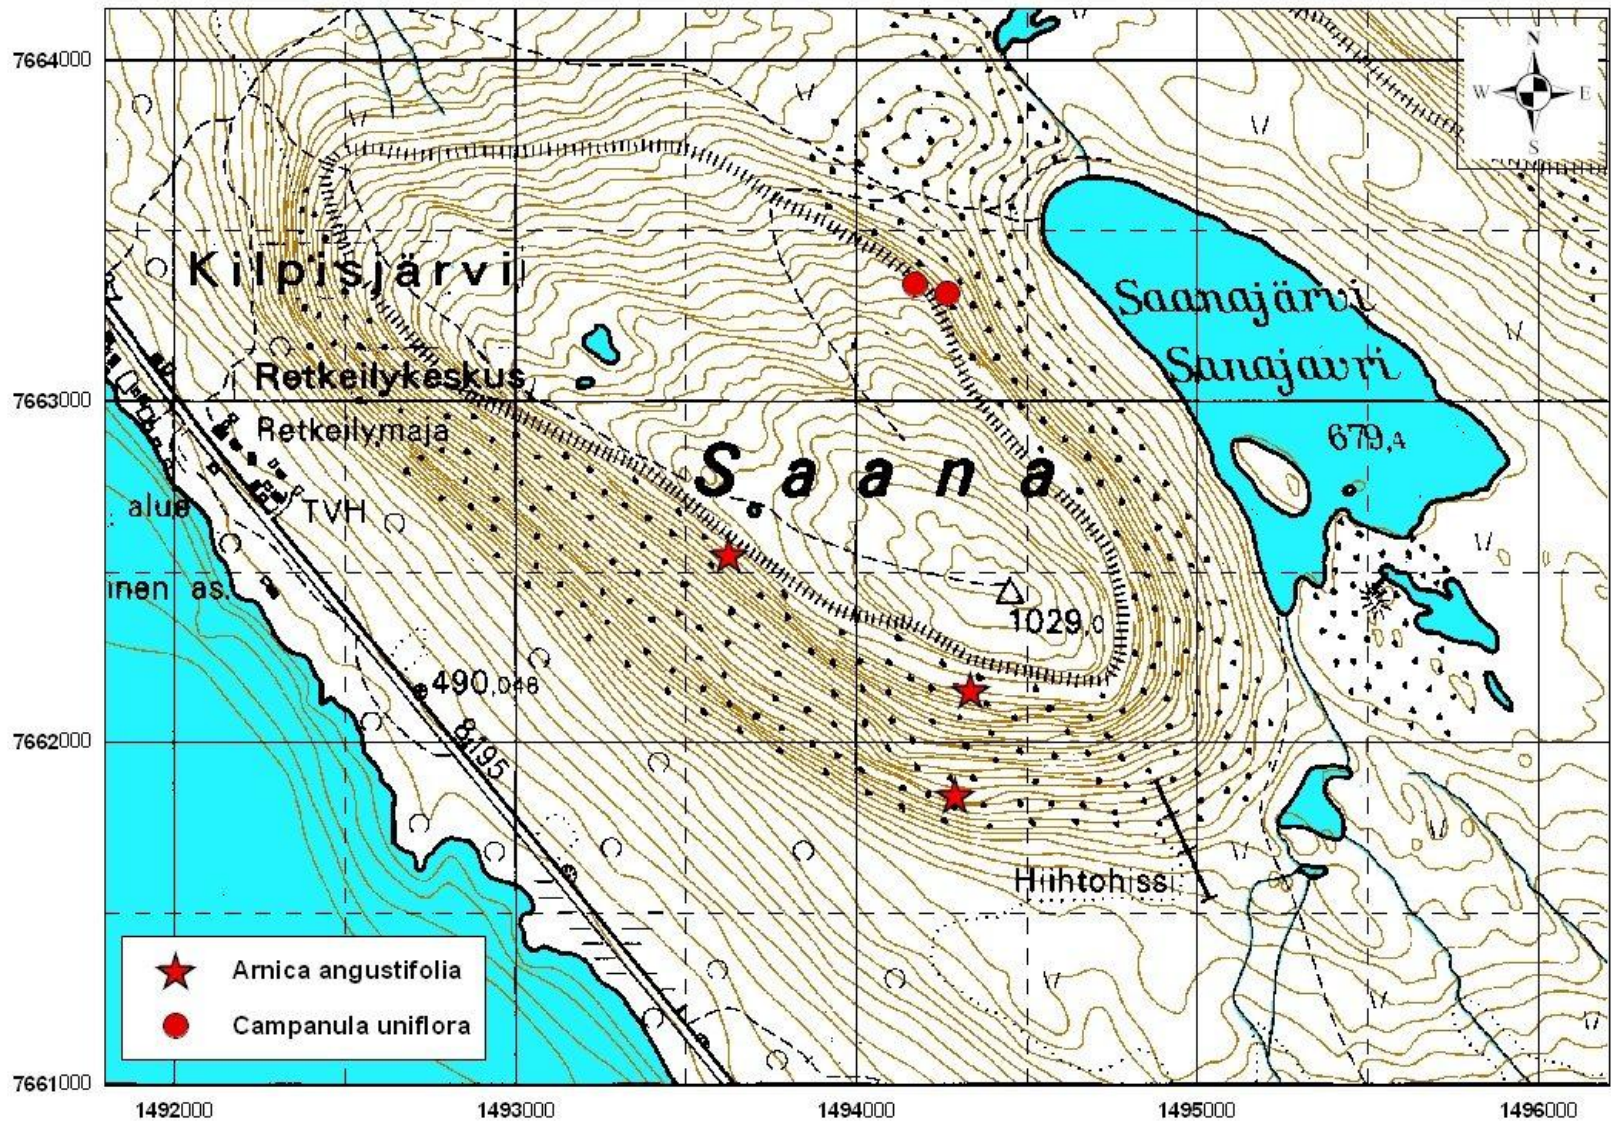 7664000
N
W E
S
Kilpisjärvi
Saanajärvi
Sanajavri
Retkeilykeskus
7663000
Retkeilymaja
679,4
Saana
alue
TVH
inen as.
1029,0
490,048
8195
7662000
Hiihtohissi
Arnica angustifolia
Campanula uniflora
7661000
1492000 1493000 1494000 1495000 1496000